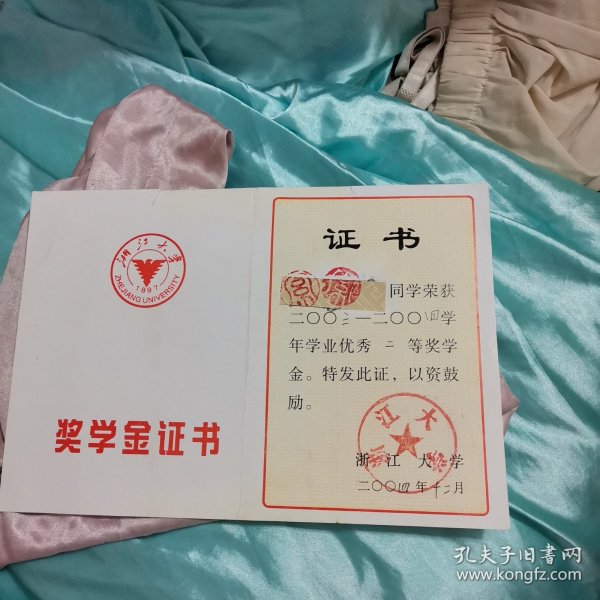 浙江大学
ZHEJIANG UNIVERSITY
1897
奖学金证书
证书
同学荣获
二〇〇三—二〇〇四学
年学业优秀 二 等奖学
金。特发此证，以资鼓
励。
浙江大学
浙江大学
二〇〇四年十二月
孔夫子旧书网
www.kongfz.com